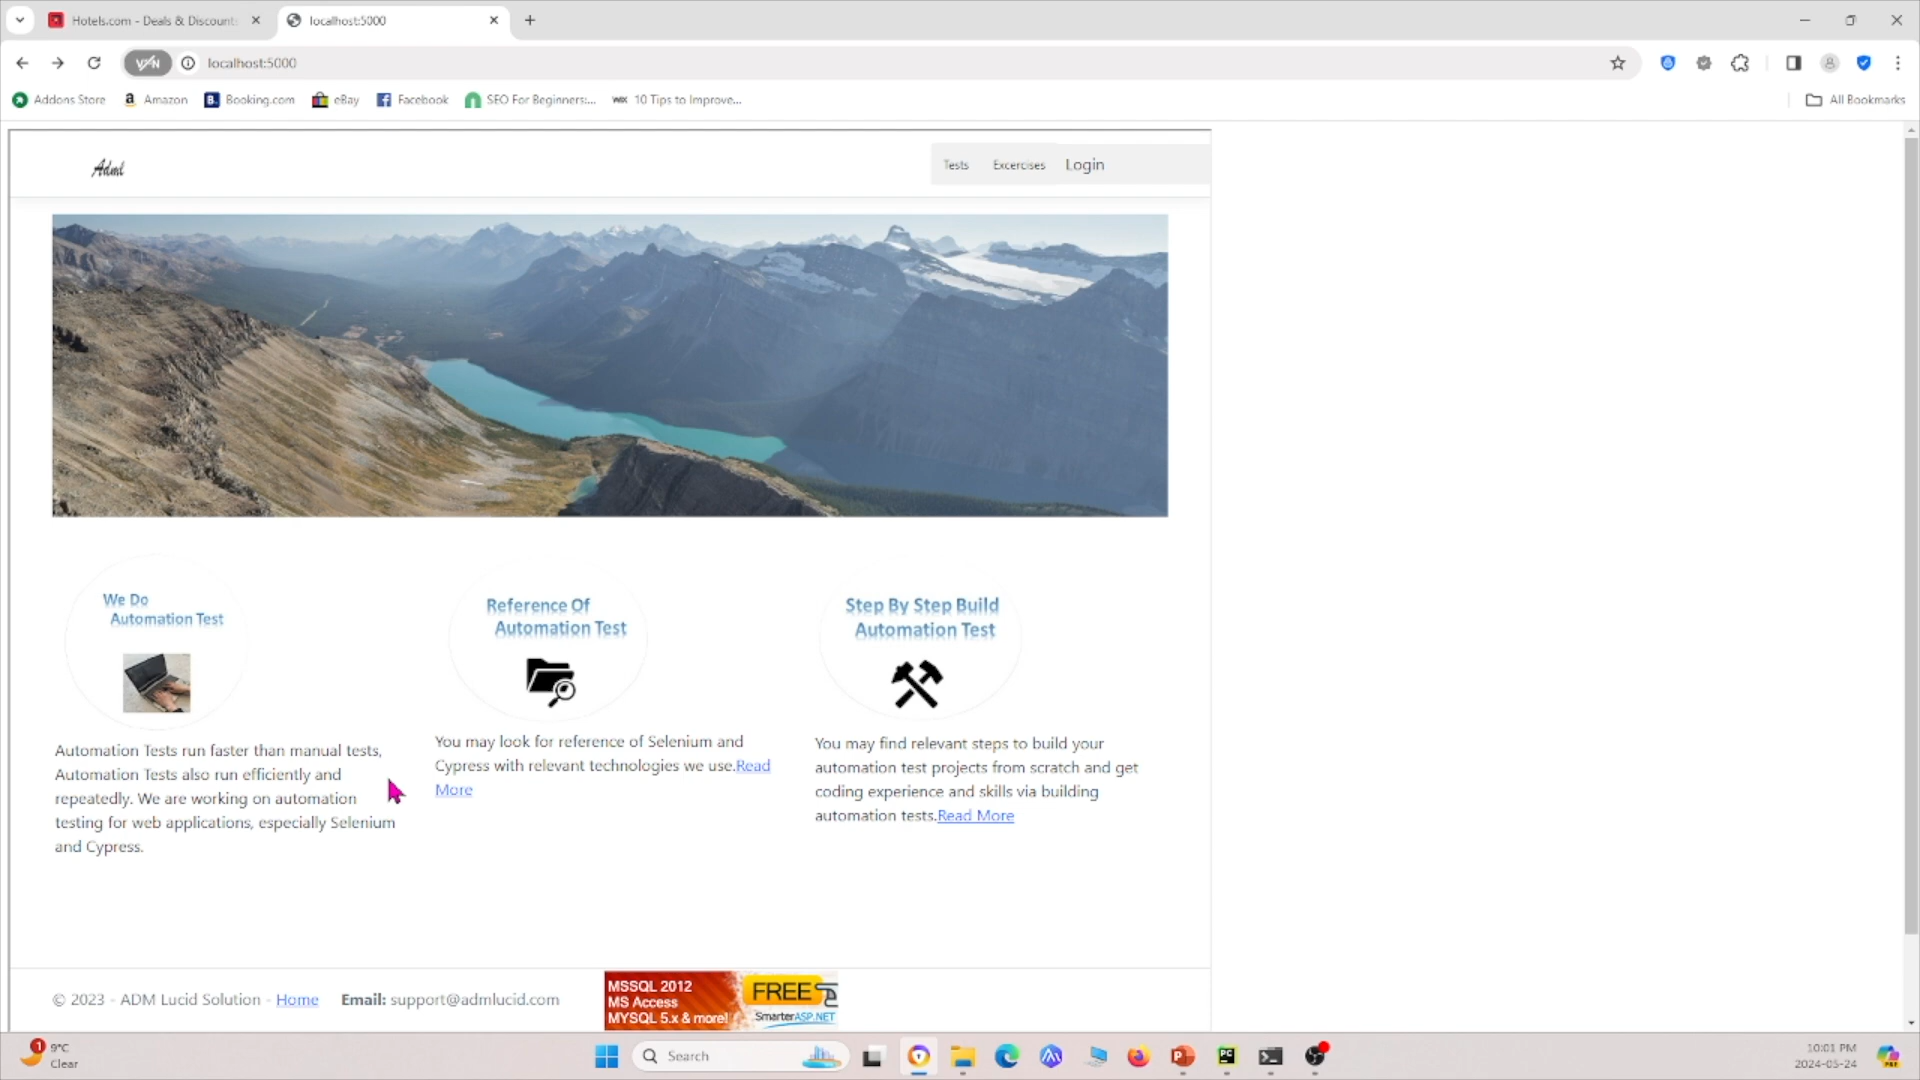 Hotels.com - Deals & Discount
localhost:5000
VPN
localhost:5000
Addons Store
Amazon
Booking.com
eBay
Facebook
SEO For Beginners:...
WIX
10 Tips to Improve...
All Bookmarks
Adml
Tests
Excercises
Login
We Do
Automation Test
Reference Of
Automation Test
Step By Step Build
Automation Test
Automation Tests run faster than manual tests,
Automation Tests also run efficiently and
repeatedly. We are working on automation
testing for web applications, especially Selenium
and Cypress.
You may look for reference of Selenium and
Cypress with relevant technologies we use.Read
More
You may find relevant steps to build your
automation test projects from scratch and get
coding experience and skills via building
automation tests.Read More
© 2023 - ADM Lucid Solution - Home Email: support@admlucid.com
MSSQL 2012
MS Access
MYSQL 5.x & more!
FREE
SmarterASP.NET
1
9°C
Clear
Search
10:01 PM
2024-05-24